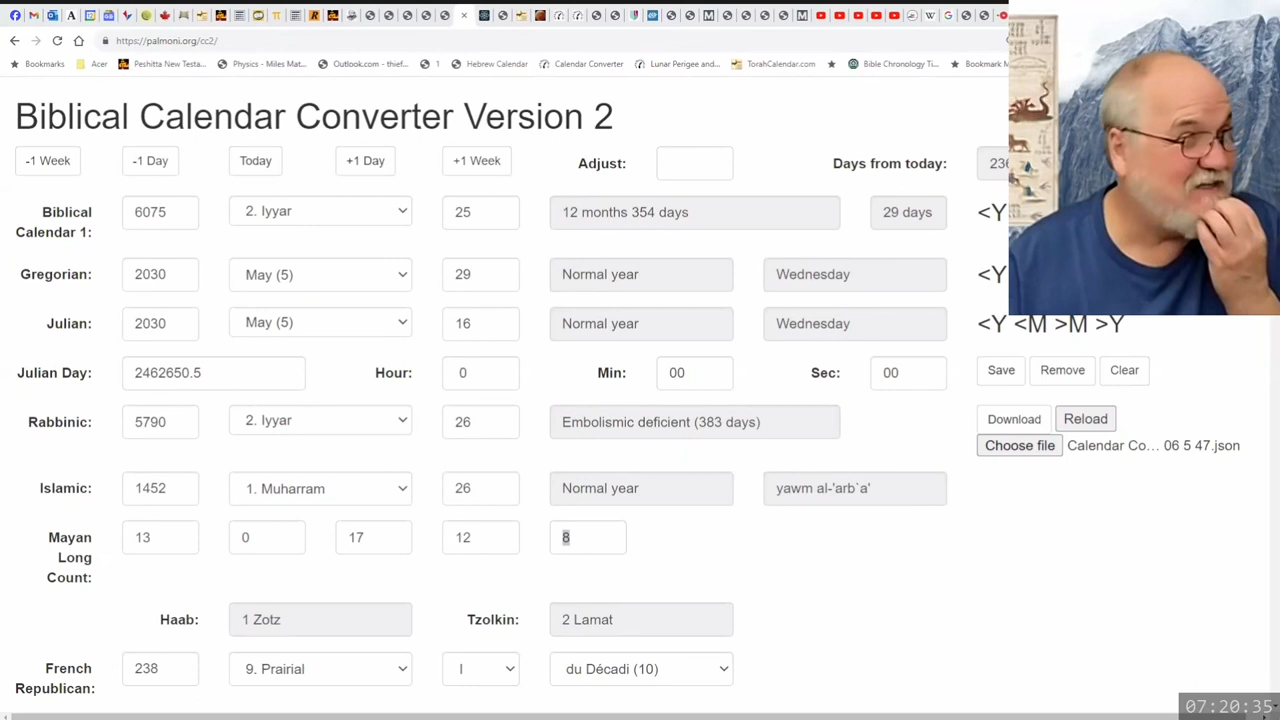 https://palmoni.org/cc2/
Bookmarks Acer Peshitta New Testa... Physics - Miles Mat... Outlook.com - thief... 1 Hebrew Calendar Calendar Converter Lunar Perigee and... TorahCalendar.com Bible Chronology Ti... Bookmark M
Biblical Calendar Converter Version 2
-1 Week -1 Day Today +1 Day +1 Week Adjust: Days from today: 236
Biblical Calendar 1: 6075 2. Iyyar 25 12 months 354 days 29 days <Y
Gregorian: 2030 May (5) 29 Normal year Wednesday <Y
Julian: 2030 May (5) 16 Normal year Wednesday <Y <M >M >Y
Julian Day: 2462650.5 Hour: 0 Min: 00 Sec: 00 Save Remove Clear
Rabbinic: 5790 2. Iyyar 26 Embolismic deficient (383 days) Download Reload
Choose file Calendar Co... 06 5 47.json
Islamic: 1452 1. Muharram 26 Normal year yawm al-'arb`a'
Mayan Long Count: 13 0 17 12 8
Haab: 1 Zotz Tzolkin: 2 Lamat
French Republican: 238 9. Prairial I du Décadi (10)
07:20:35